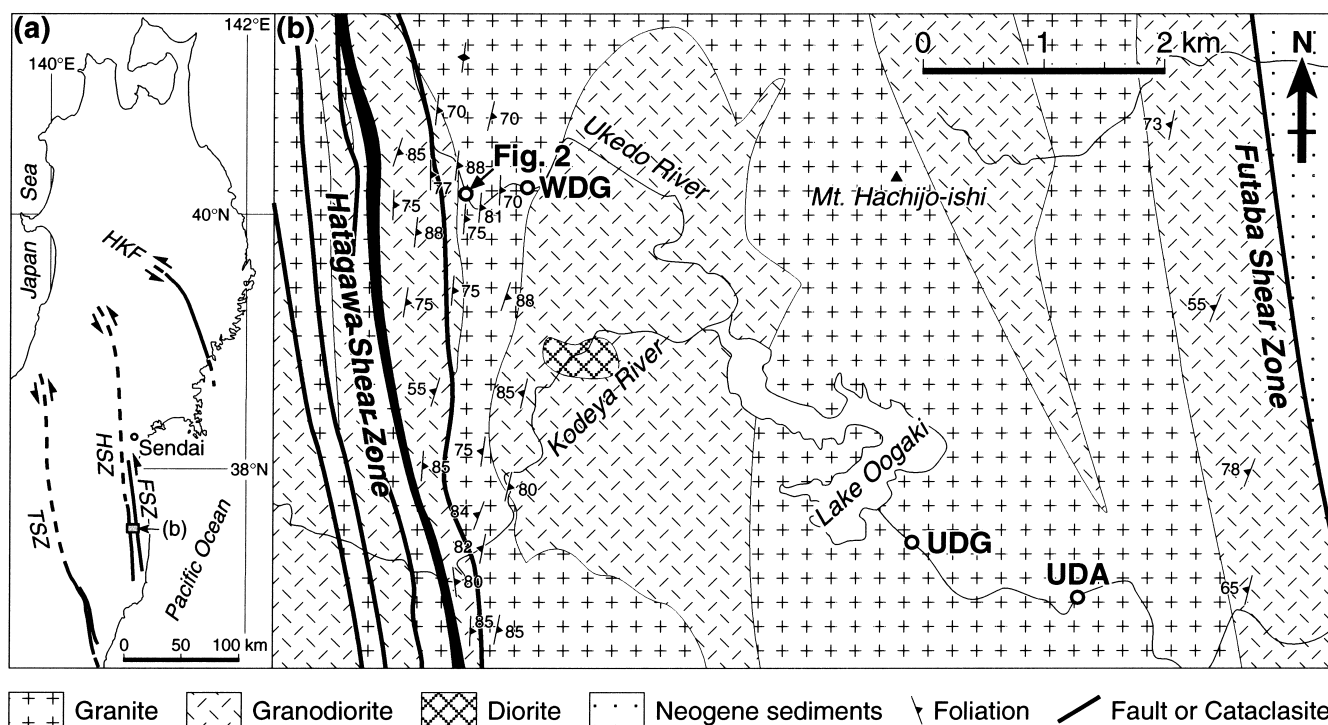 (a)
142°E
140°E
Japan Sea
40°N
HKF
HSZ
TSZ
FSZ
Sendai
38°N
(b)
Pacific Ocean
0 50 100 km
(b)
0 1 2 km
N
70
70
85
88
Fig. 2
WDG
77
70
75
81
88
75
Ukedo River
Mt. Hachijo-ishi
73
Hatagawa Shear Zone
Futaba Shear Zone
75
75
88
55
55
85
Kodeya River
75
85
80
78
Lake Oogaki
84
82
UDG
80
UDA
65
85
85
Granite
Granodiorite
Diorite
Neogene sediments
Foliation
Fault or Cataclasite